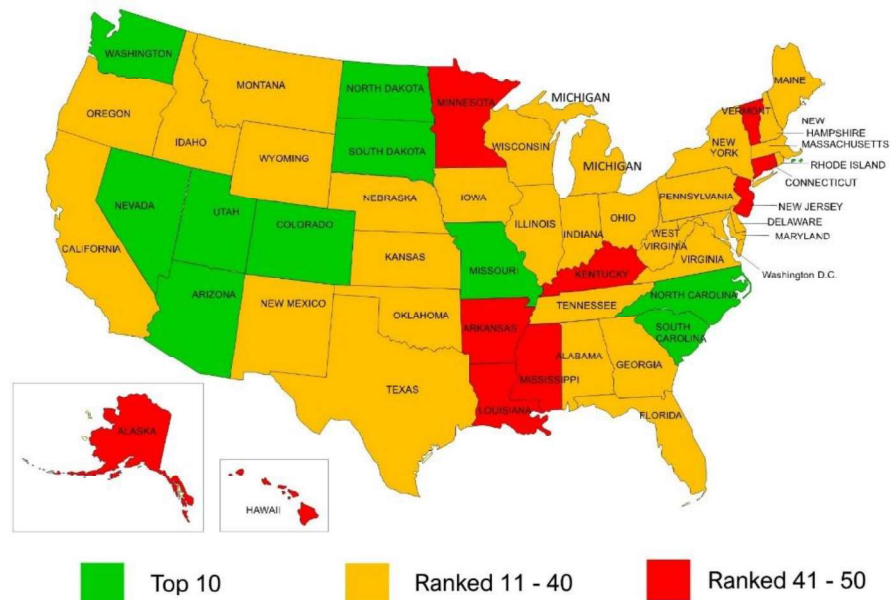 WASHINGTON
MONTANA
NORTH DAKOTA
MINNESOTA
MICHIGAN
MAINE
OREGON
IDAHO
WYOMING
SOUTH DAKOTA
WISCONSIN
MICHIGAN
VERMONT
NEW
HAMPSHIRE
NEW
YORK
MASSACHUSETTS
RHODE ISLAND
CONNECTICUT
NEVADA
UTAH
COLORADO
NEBRASKA
IOWA
ILLINOIS
INDIANA
OHIO
PENNSYLVANIA
NEW JERSEY
DELAWARE
MARYLAND
CALIFORNIA
KANSAS
MISSOURI
KENTUCKY
WEST
VIRGINIA
VIRGINIA
Washington D.C.
ARIZONA
NEW MEXICO
OKLAHOMA
ARKANSAS
TENNESSEE
NORTH CAROLINA
SOUTH
CAROLINA
TEXAS
LOUISIANA
MISSISSIPPI
ALABAMA
GEORGIA
FLORIDA
ALASKA
HAWAII
Top 10
Ranked 11 - 40
Ranked 41 - 50